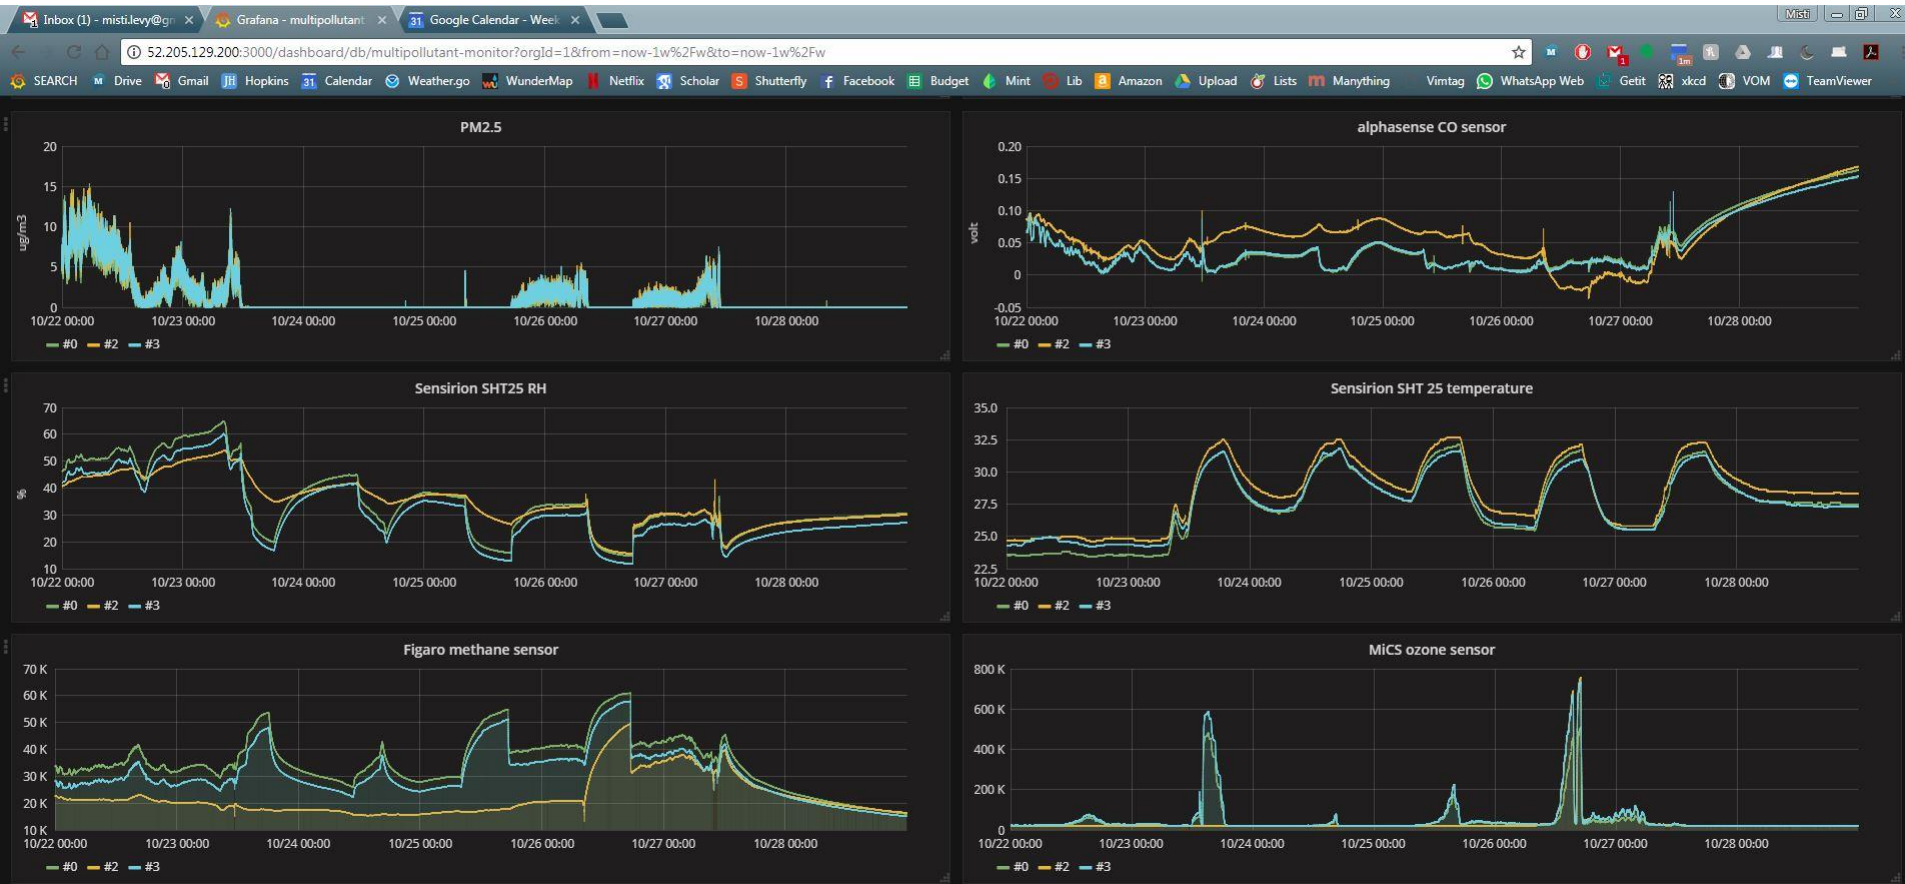 Inbox (1) - misti.levy@gm
Grafana - multipollutant
Google Calendar - Week
Misti
52.205.129.200:3000/dashboard/db/multipollutant-monitor?orgId=1&from=now-1w%2Fw&to=now-1w%2Fw
SEARCH Drive Gmail Hopkins Calendar Weather.go WunderMap Netflix Scholar Shutterfly Facebook Budget Mint Lib Amazon Upload Lists Manything Vimtag WhatsApp Web Getit xkcd VOM TeamViewer
PM2.5
20
15
10
5
0
ug/m3
10/22 00:00 10/23 00:00 10/24 00:00 10/25 00:00 10/26 00:00 10/27 00:00 10/28 00:00
#0 #2 #3
alphasense CO sensor
0.20
0.15
0.10
0.05
0
-0.05
volt
10/22 00:00 10/23 00:00 10/24 00:00 10/25 00:00 10/26 00:00 10/27 00:00 10/28 00:00
#0 #2 #3
Sensirion SHT25 RH
70
60
50
40
30
20
10
%
10/22 00:00 10/23 00:00 10/24 00:00 10/25 00:00 10/26 00:00 10/27 00:00 10/28 00:00
#0 #2 #3
Sensirion SHT 25 temperature
35.0
32.5
30.0
27.5
25.0
22.5
10/22 00:00 10/23 00:00 10/24 00:00 10/25 00:00 10/26 00:00 10/27 00:00 10/28 00:00
#0 #2 #3
Figaro methane sensor
70 K
60 K
50 K
40 K
30 K
20 K
10 K
10/22 00:00 10/23 00:00 10/24 00:00 10/25 00:00 10/26 00:00 10/27 00:00 10/28 00:00
#0 #2 #3
MiCS ozone sensor
800 K
600 K
400 K
200 K
0
10/22 00:00 10/23 00:00 10/24 00:00 10/25 00:00 10/26 00:00 10/27 00:00 10/28 00:00
#0 #2 #3